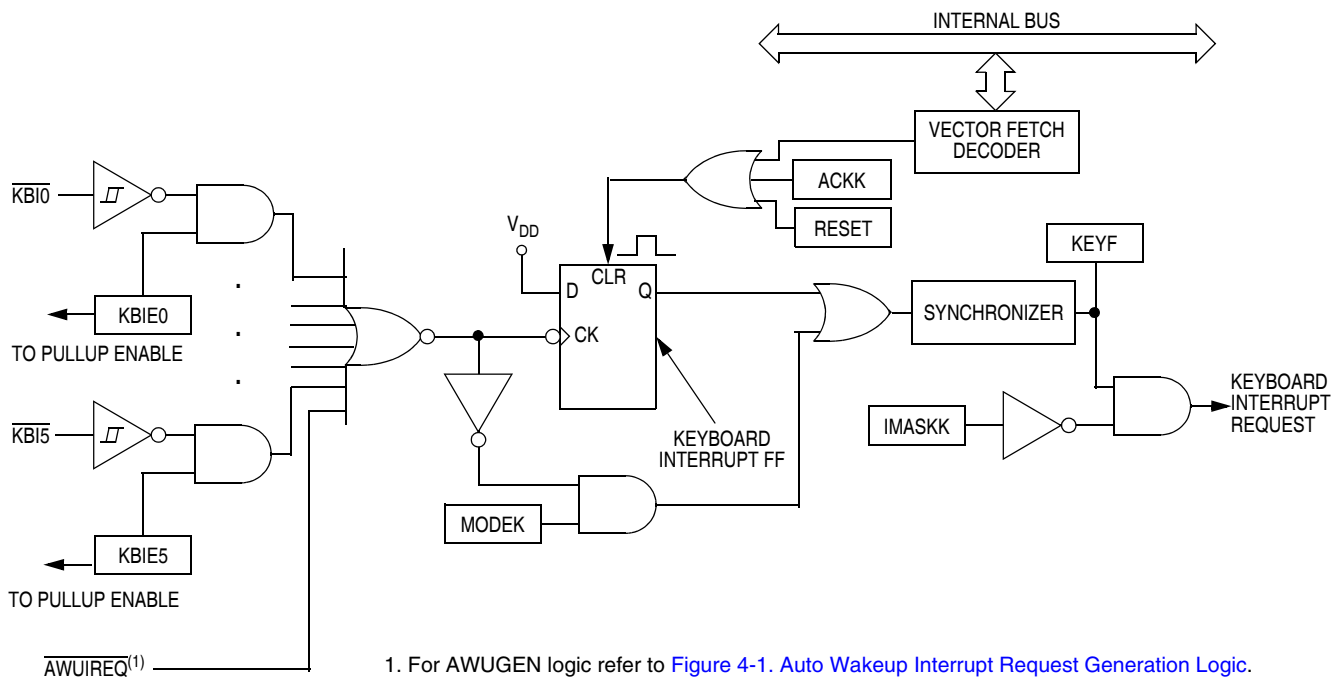 INTERNAL BUS
VECTOR FETCH
DECODER
ACKK
RESET
KBI0
KBIE0
TO PULLUP ENABLE
.
.
.
KBI5
KBIE5
TO PULLUP ENABLE
AWUIREQ(1)
VDD
CLR
D
Q
CK
KEYBOARD
INTERRUPT FF
MODEK
SYNCHRONIZER
KEYF
IMASKK
KEYBOARD
INTERRUPT
REQUEST
1. For AWUGEN logic refer to Figure 4-1. Auto Wakeup Interrupt Request Generation Logic.